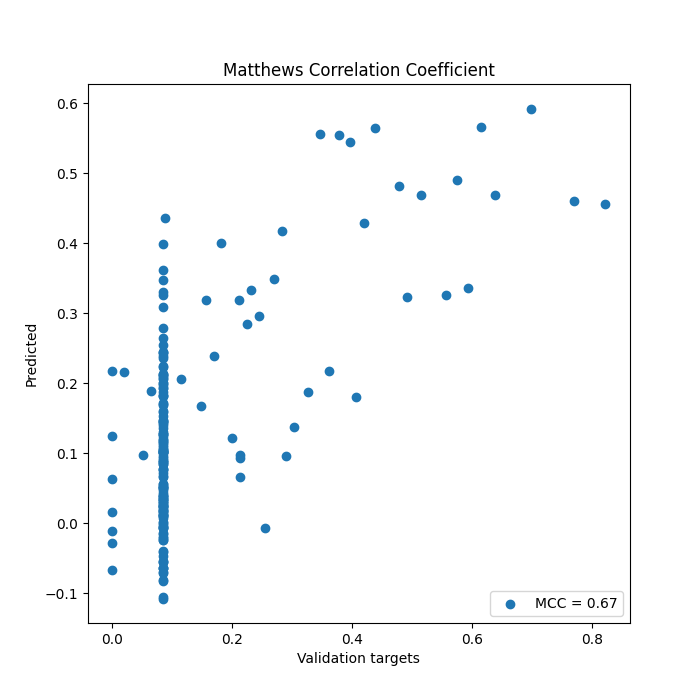 Matthews Correlation Coefficient
0.6
0.5
0.4
0.3
0.2
0.1
0.0
−0.1
Predicted
MCC = 0.67
0.0 0.2 0.4 0.6 0.8
Validation targets